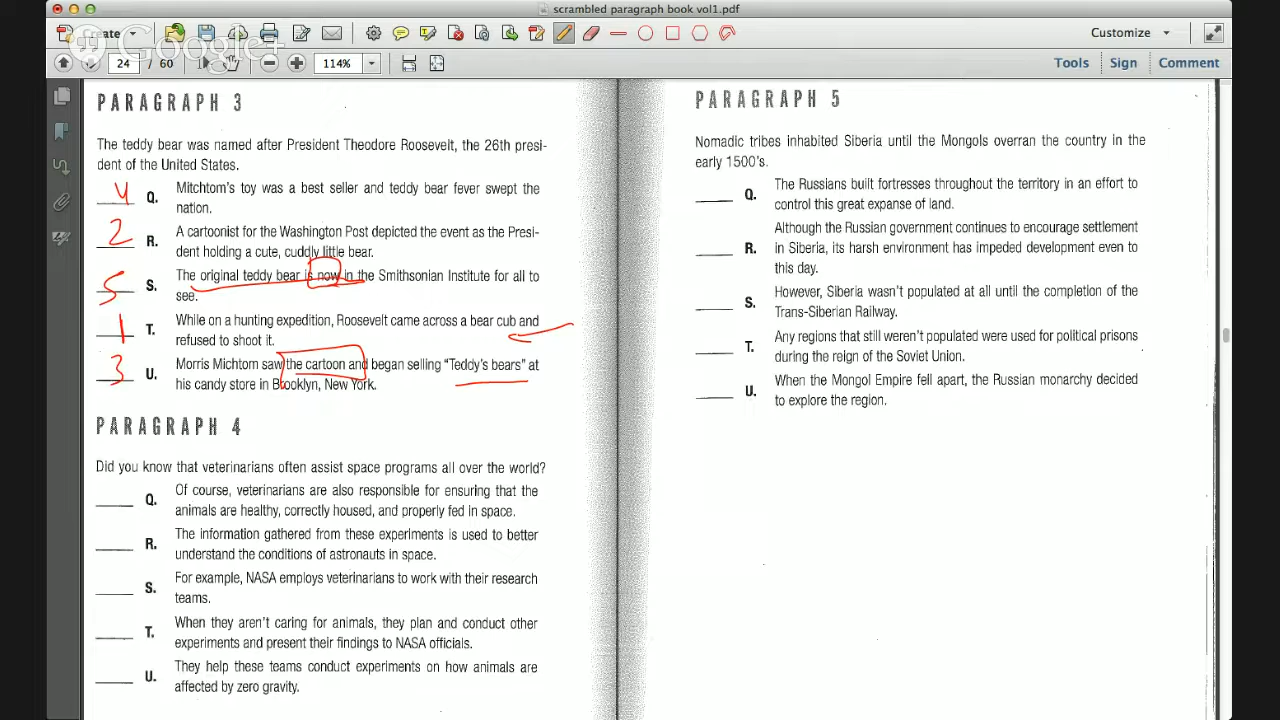 scrambled paragraph book vol1.pdf
Create
Google+
Customize
24 / 60
114%
Tools
Sign
Comment
PARAGRAPH 3
The teddy bear was named after President Theodore Roosevelt, the 26th presi-
dent of the United States.
4 Q. Mitchtom's toy was a best seller and teddy bear fever swept the
nation.
2 R. A cartoonist for the Washington Post depicted the event as the Presi-
dent holding a cute, cuddly little bear.
5 S. The original teddy bear is now in the Smithsonian Institute for all to
see.
1 T. While on a hunting expedition, Roosevelt came across a bear cub and
refused to shoot it.
3 U. Morris Michtom saw the cartoon and began selling “Teddy's bears” at
his candy store in Brooklyn, New York.
PARAGRAPH 4
Did you know that veterinarians often assist space programs all over the world?
____ Q. Of course, veterinarians are also responsible for ensuring that the
animals are healthy, correctly housed, and properly fed in space.
____ R. The information gathered from these experiments is used to better
understand the conditions of astronauts in space.
____ S. For example, NASA employs veterinarians to work with their research
teams.
____ T. When they aren't caring for animals, they plan and conduct other
experiments and present their findings to NASA officials.
____ U. They help these teams conduct experiments on how animals are
affected by zero gravity.
PARAGRAPH 5
Nomadic tribes inhabited Siberia until the Mongols overran the country in the
early 1500's.
____ Q. The Russians built fortresses throughout the territory in an effort to
control this great expanse of land.
____ R. Although the Russian government continues to encourage settlement
in Siberia, its harsh environment has impeded development even to
this day.
____ S. However, Siberia wasn't populated at all until the completion of the
Trans-Siberian Railway.
____ T. Any regions that still weren't populated were used for political prisons
during the reign of the Soviet Union.
____ U. When the Mongol Empire fell apart, the Russian monarchy decided
to explore the region.